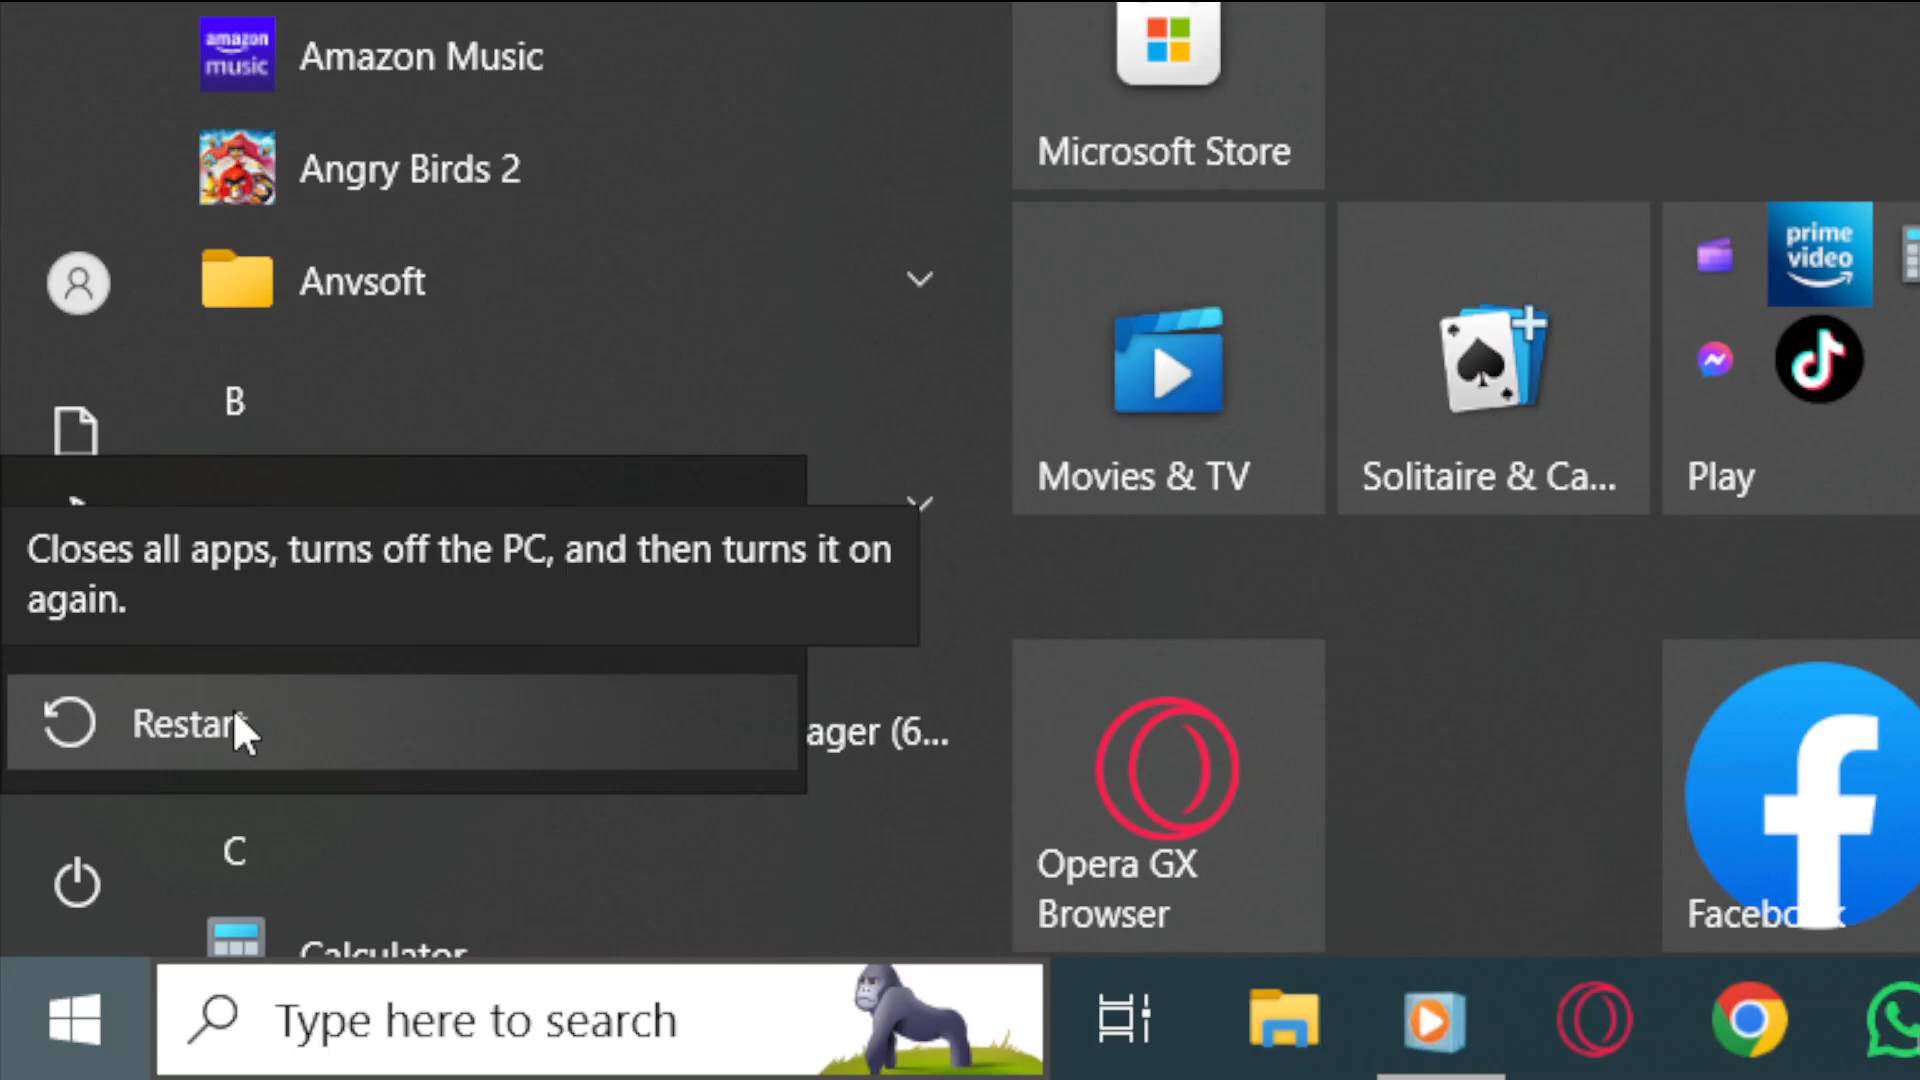 amazon
music
Amazon Music
Angry Birds 2
Anvsoft
B
Closes all apps, turns off the PC, and then turns it on
again.
Restart
ager (6...
C
Calculator
Microsoft Store
Movies & TV
Solitaire & Ca...
prime
video
Play
Opera GX
Browser
Facebook
Type here to search